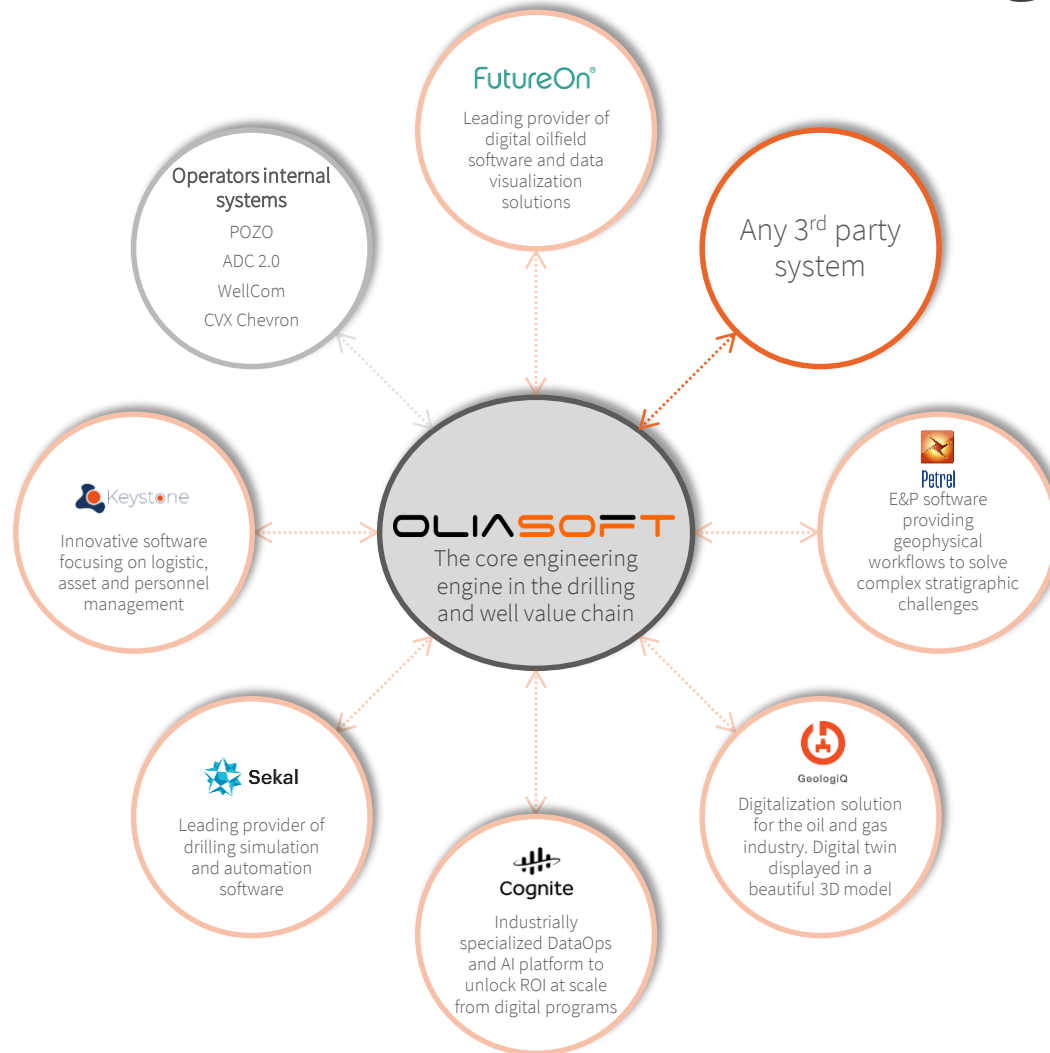 FutureOn®
Leading provider of
digital oilfield
software and data
visualization
solutions
Operators internal
systems
POZO
ADC 2.0
WellCom
CVX Chevron
Any 3rd party
system
Keystone
Innovative software
focusing on logistic,
asset and personnel
management
OLIASOFT
The core engineering
engine in the drilling
and well value chain
Petrel
E&P software
providing
geophysical
workflows to solve
complex stratigraphic
challenges
Sekal
Leading provider of
drilling simulation
and automation
software
GeologiQ
Digitalization solution
for the oil and gas
industry. Digital twin
displayed in a
beautiful 3D model
Cognite
Industrially
specialized DataOps
and AI platform to
unlock ROI at scale
from digital programs